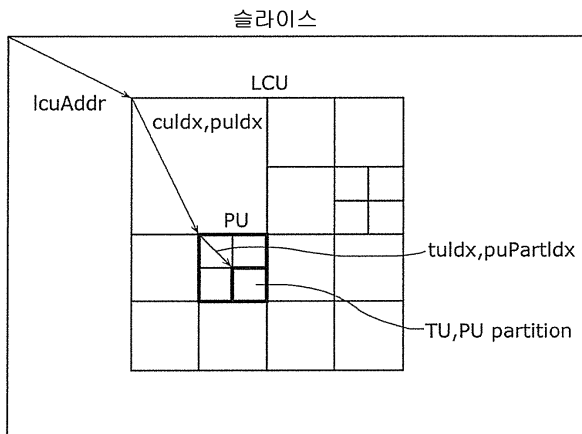 슬라이스
LCU
lcuAddr
cuIdx,puIdx
PU
tuIdx,puPartIdx
TU,PU partition